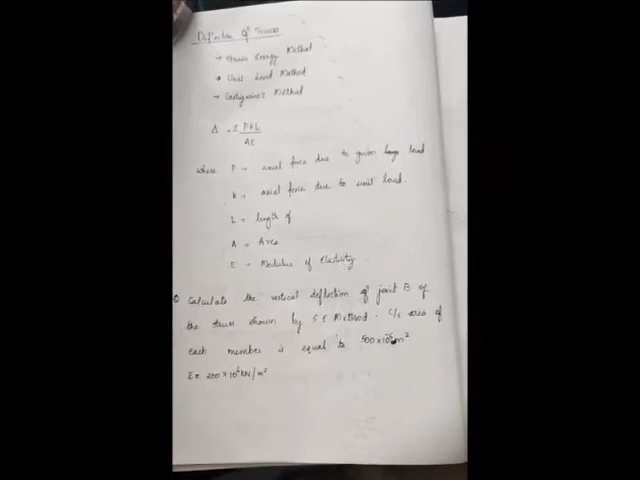 Deflection Of Trusses
→ Strain Energy Method
→ Unit Load Method
→ Castigliano's Method
Δ = Σ PKL
AE
where P → axial force due to given load
K → axial force due to unit load
L → length of
A → Area
E → Modulus of Elasticity
Q Calculate the vertical deflection of joint B of
the truss shown by S.E Method. C/s area of
each member is equal to 500 x 10⁻⁶ m²
E = 200 x 10⁶ kN/m²